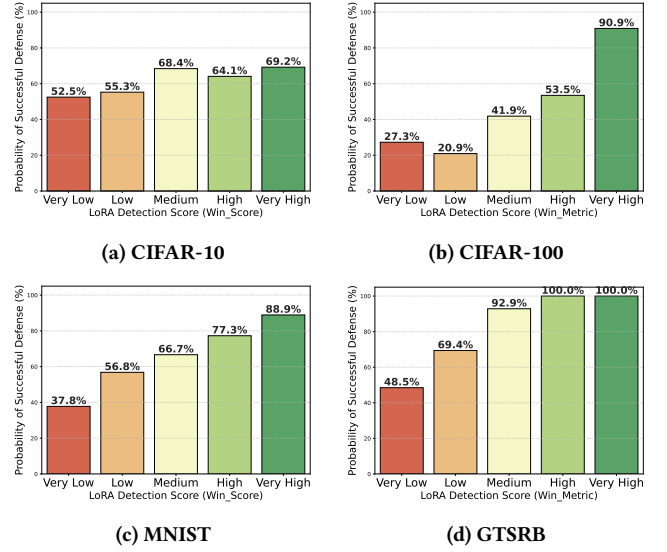 Probability of Successful Defense (%)
100
80
60
40
20
0
52.5%
55.3%
68.4%
64.1%
69.2%
Very Low
Low
Medium
High
Very High
LoRA Detection Score (Win_Score)
(a) CIFAR-10
Probability of Successful Defense (%)
100
80
60
40
20
0
27.3%
20.9%
41.9%
53.5%
90.9%
Very Low
Low
Medium
High
Very High
LoRA Detection Score (Win_Metric)
(b) CIFAR-100
Probability of Successful Defense (%)
100
80
60
40
20
0
37.8%
56.8%
66.7%
77.3%
88.9%
Very Low
Low
Medium
High
Very High
LoRA Detection Score (Win_Score)
(c) MNIST
Probability of Successful Defense (%)
100
80
60
40
20
0
48.5%
69.4%
92.9%
100.0%
100.0%
Very Low
Low
Medium
High
Very High
LoRA Detection Score (Win_Metric)
(d) GTSRB